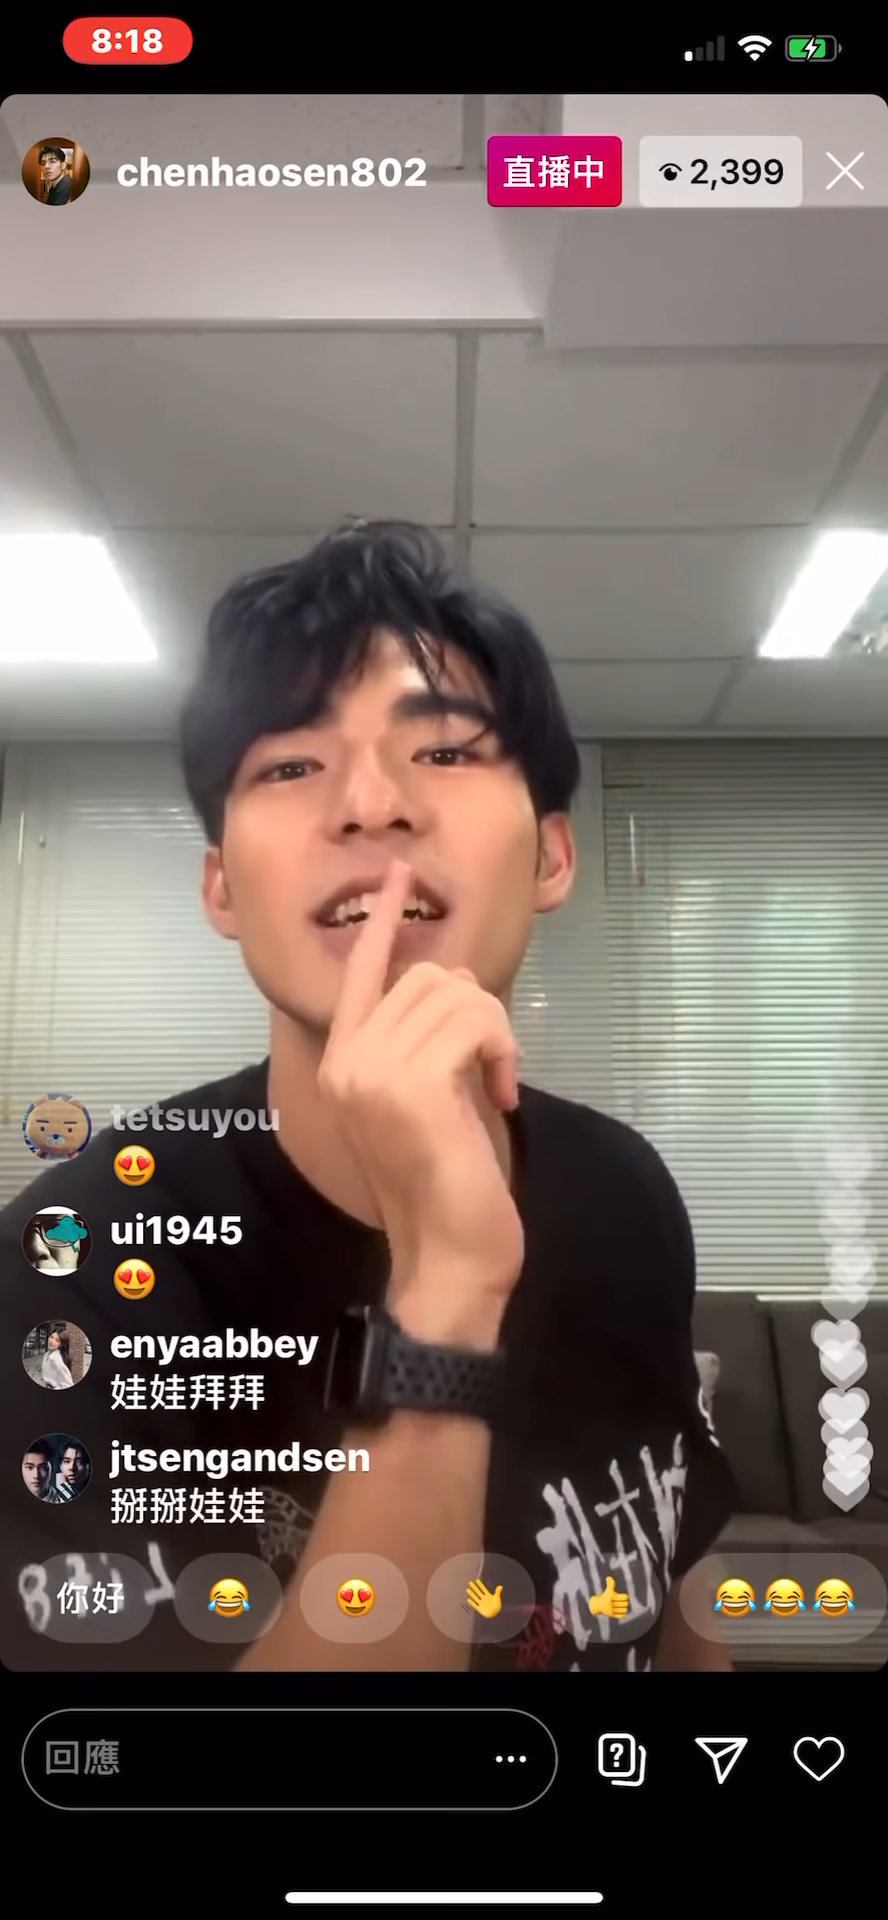 8:18
chenhaosen802
直播中
2,399
tetsuyou
😍
ui1945
😍
enyaabbey
娃娃拜拜
jtsengandsen
掰掰娃娃
你好 😂 😍 👋 👍 😂😂😂
回應